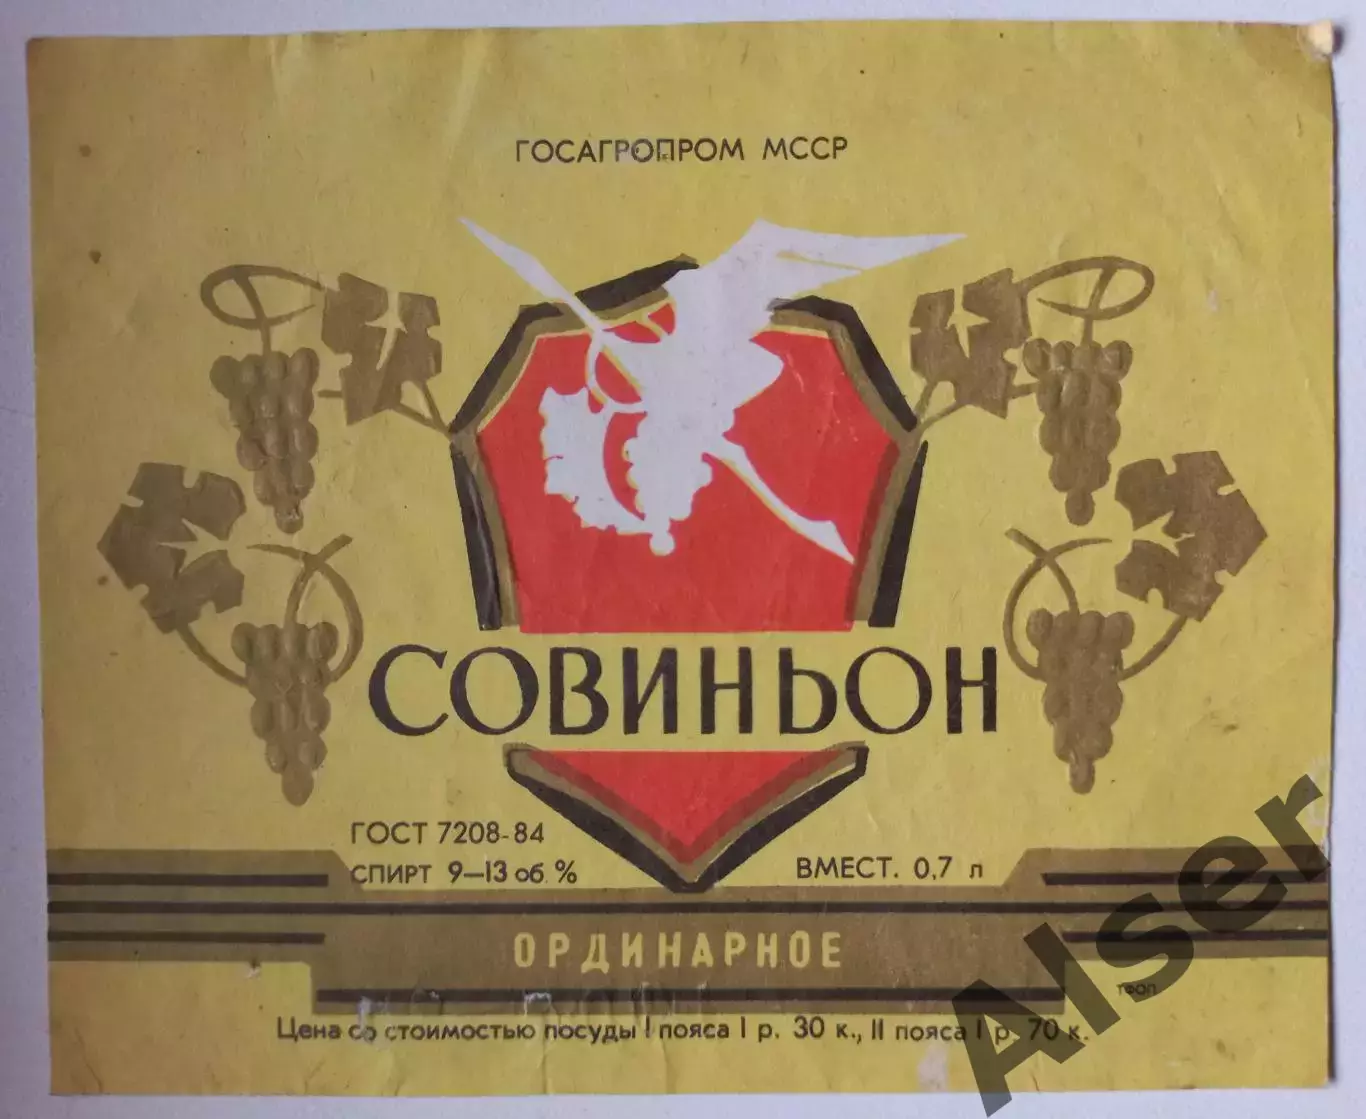 ГОСАГРОПРОМ МССР
СОВИНЬОН
ГОСТ 7208-84
СПИРТ 9—13 об. %
ВМЕСТ. 0,7 л
ОРДИНАРНОЕ
ТФОП
Цена со стоимостью посуды I пояса 1 р. 30 к., II пояса 1 р. 70 к.
Alser